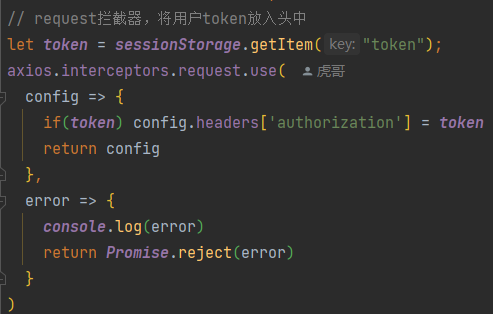 // request拦截器，将用户token放入头中
let token = sessionStorage.getItem( key: "token");
axios.interceptors.request.use( 虎哥
config => {
if(token) config.headers['authorization'] = token
return config
},
error => {
console.log(error)
return Promise.reject(error)
}
)